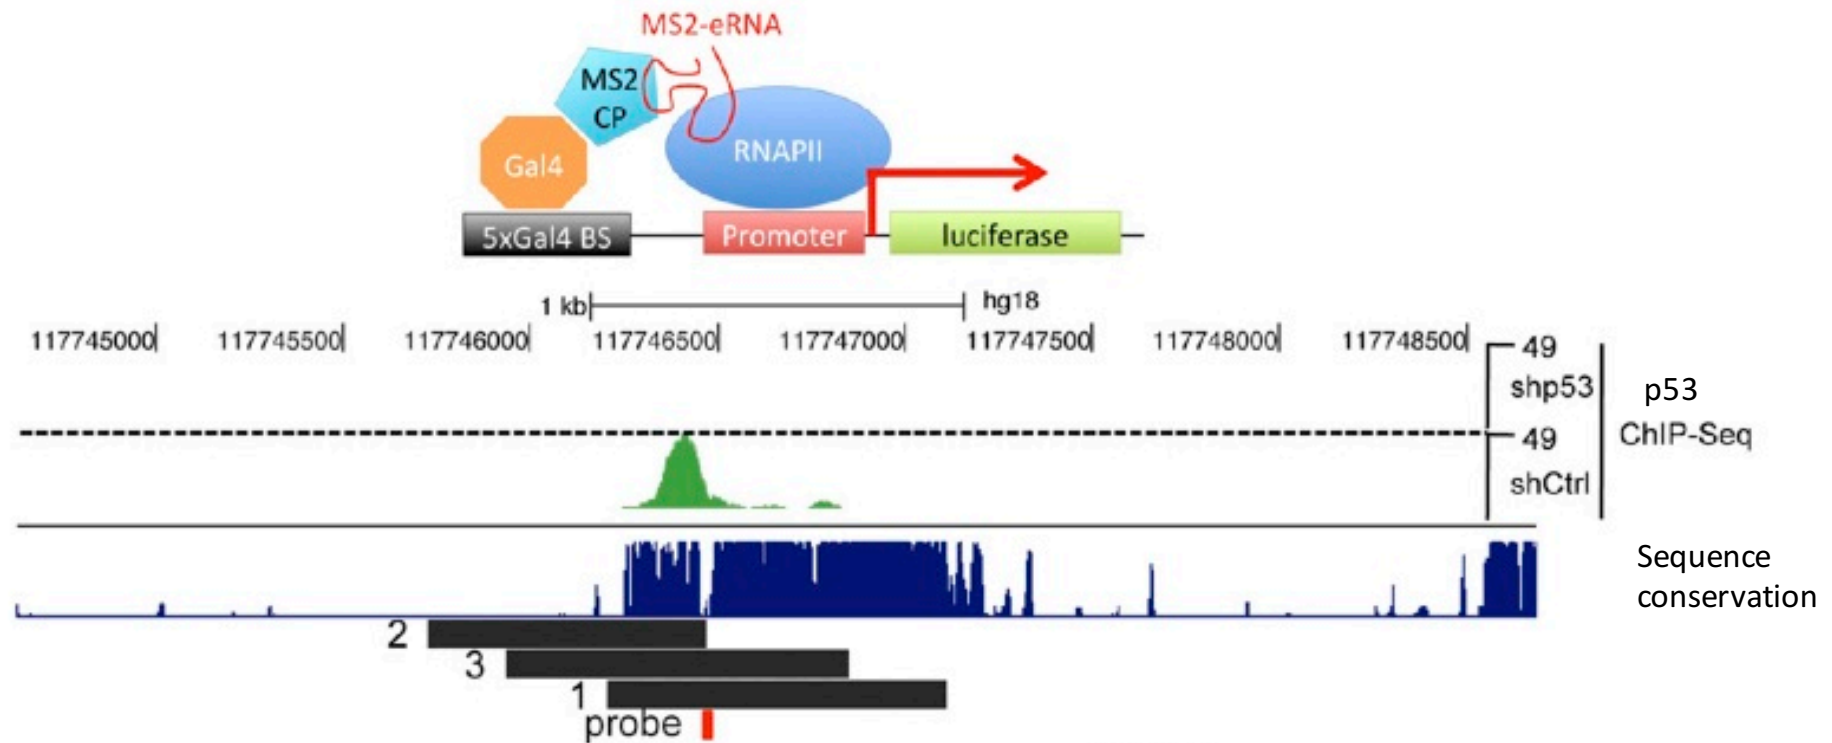 MS2-eRNA
MS2
CP
Gal4
RNAPII
5xGal4 BS
Promoter
luciferase
1 kb
hg18
117745000
117745500
117746000
117746500
117747000
117747500
117748000
117748500
49
shp53
p53
49
ChIP-Seq
shCtrl
Sequence
conservation
2
3
1
probe